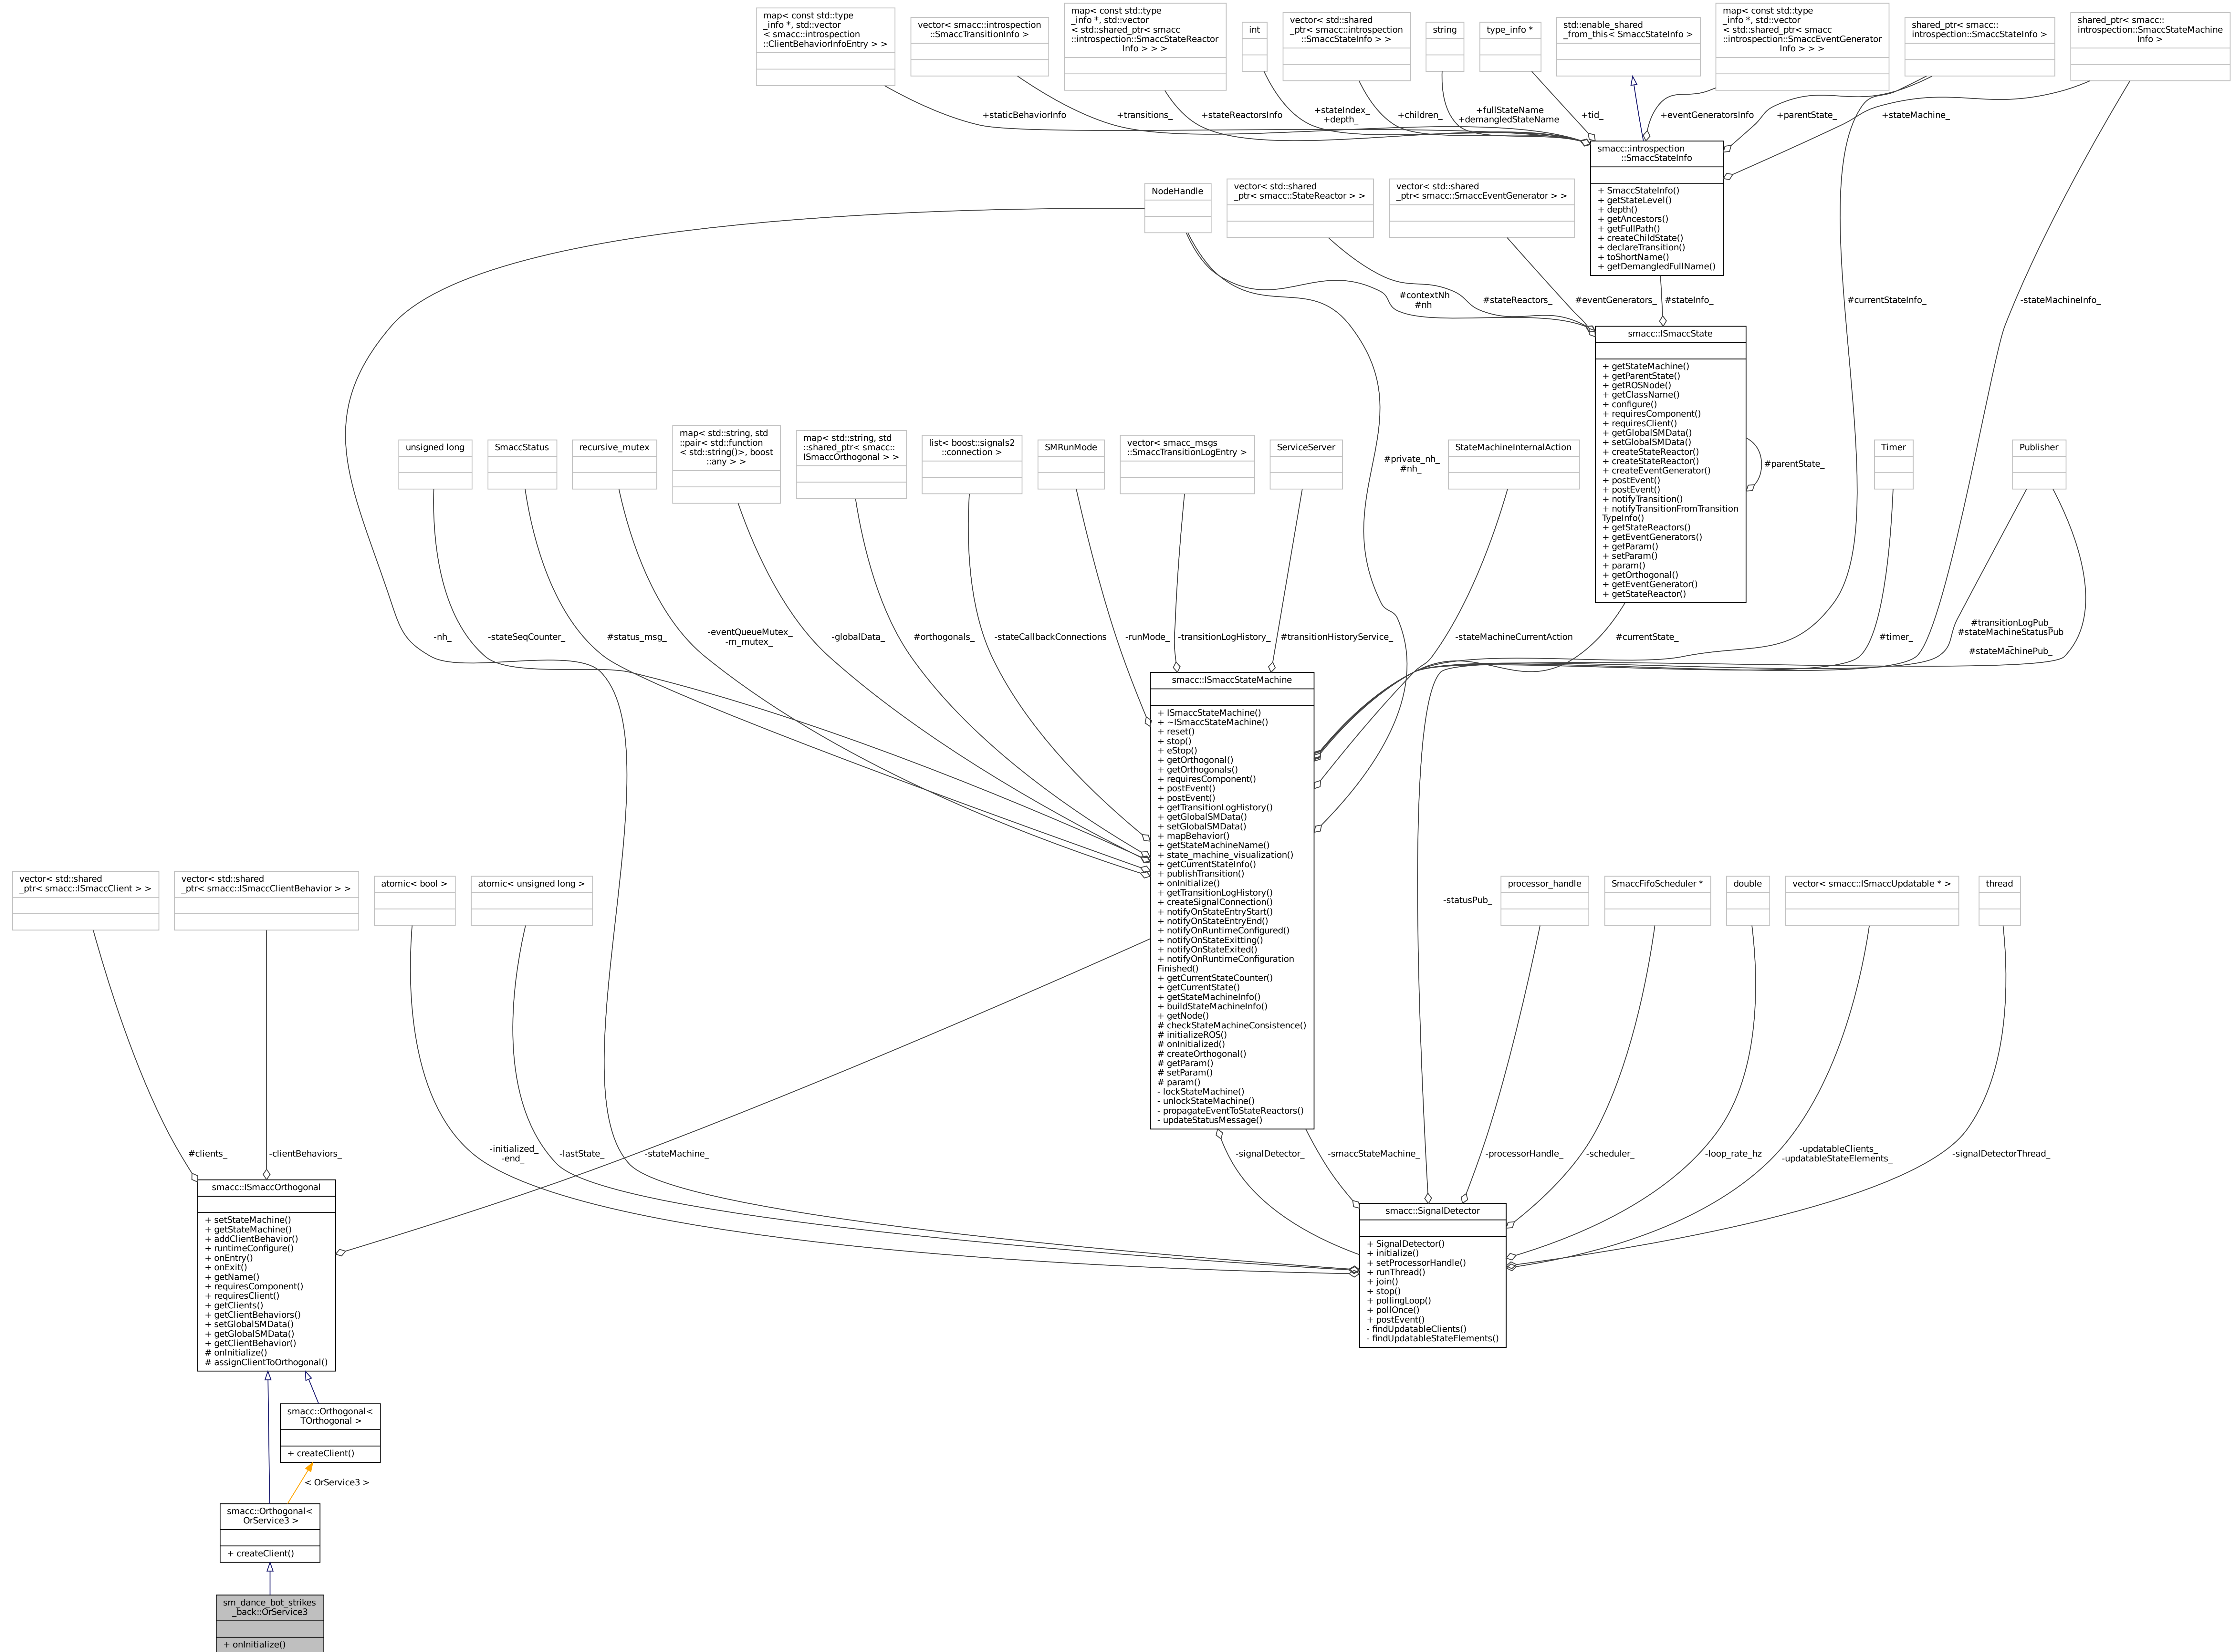 map< const std::type
_info *, std::vector
< smacc::introspection
::ClientBehaviorInfoEntry > >
vector< smacc::introspection
::SmaccTransitionInfo >
map< const std::type
_info *, std::vector
< std::shared_ptr< smacc
::introspection::SmaccStateReactor
Info > > >
int
vector< std::shared
_ptr< smacc::introspection
::SmaccStateInfo > >
string
type_info *
std::enable_shared
_from_this< SmaccStateInfo >
map< const std::type
_info *, std::vector
< std::shared_ptr< smacc
::introspection::SmaccEventGenerator
Info > > >
shared_ptr< smacc::
introspection::SmaccStateInfo >
shared_ptr< smacc::
introspection::SmaccStateMachine
Info >
+staticBehaviorInfo
+transitions_
+stateReactorsInfo
+stateIndex_
+depth_
+children_
+fullStateName
+demangledStateName
+tid_
+eventGeneratorsInfo
+parentState_
+stateMachine_
smacc::introspection
::SmaccStateInfo
+ SmaccStateInfo()
+ getStateLevel()
+ depth()
+ getAncestors()
+ getFullPath()
+ createChildState()
+ declareTransition()
+ toShortName()
+ getDemangledFullName()
NodeHandle
vector< std::shared
_ptr< smacc::StateReactor > >
vector< std::shared
_ptr< smacc::SmaccEventGenerator > >
#contextNh
#nh
#stateReactors_
#eventGenerators_
#stateInfo_
#currentStateInfo_
-stateMachineInfo_
smacc::ISmaccState
+ getStateMachine()
+ getParentState()
+ getROSNode()
+ getClassName()
+ configure()
+ requiresComponent()
+ requiresClient()
+ getGlobalSMData()
+ setGlobalSMData()
+ createStateReactor()
+ createStateReactor()
+ createEventGenerator()
+ postEvent()
+ postEvent()
+ notifyTransition()
+ notifyTransitionFromTransition
TypeInfo()
+ getStateReactors()
+ getEventGenerators()
+ getParam()
+ setParam()
+ param()
+ getOrthogonal()
+ getEventGenerator()
+ getStateReactor()
#parentState_
unsigned long
SmaccStatus
recursive_mutex
map< std::string, std
::pair< std::function
< std::string()>, boost
::any > >
map< std::string, std
::shared_ptr< smacc::
ISmaccOrthogonal > >
list< boost::signals2
::connection >
SMRunMode
vector< smacc_msgs
::SmaccTransitionLogEntry >
ServiceServer
#private_nh_
#nh_
StateMachineInternalAction
Timer
Publisher
-nh_
-stateSeqCounter_
#status_msg_
-eventQueueMutex_
-m_mutex_
-globalData_
#orthogonals_
-stateCallbackConnections
-runMode_
-transitionLogHistory_
#transitionHistoryService_
-stateMachineCurrentAction
#currentState_
#timer_
#transitionLogPub_
#stateMachineStatusPub
_
#stateMachinePub_
smacc::ISmaccStateMachine
+ ISmaccStateMachine()
+ ~ISmaccStateMachine()
+ reset()
+ stop()
+ eStop()
+ getOrthogonal()
+ getOrthogonals()
+ requiresComponent()
+ postEvent()
+ postEvent()
+ getTransitionLogHistory()
+ getGlobalSMData()
+ setGlobalSMData()
+ mapBehavior()
+ getStateMachineName()
+ state_machine_visualization()
+ getCurrentStateInfo()
+ publishTransition()
+ onInitialize()
+ getTransitionLogHistory()
+ createSignalConnection()
+ notifyOnStateEntryStart()
+ notifyOnStateEntryEnd()
+ notifyOnRuntimeConfigured()
+ notifyOnStateExitting()
+ notifyOnStateExited()
+ notifyOnRuntimeConfiguration
Finished()
+ getCurrentStateCounter()
+ getCurrentState()
+ getStateMachineInfo()
+ buildStateMachineInfo()
+ getNode()
# checkStateMachineConsistence()
# initializeROS()
# onInitialized()
# createOrthogonal()
# getParam()
# setParam()
# param()
- lockStateMachine()
- unlockStateMachine()
- propagateEventToStateReactors()
- updateStatusMessage()
vector< std::shared
_ptr< smacc::ISmaccClient > >
vector< std::shared
_ptr< smacc::ISmaccClientBehavior > >
atomic< bool >
atomic< unsigned long >
-statusPub_
processor_handle
SmaccFifoScheduler *
double
vector< smacc::ISmaccUpdatable * >
thread
#clients_
-clientBehaviors_
-initialized_
-end_
-lastState_
-stateMachine_
-signalDetector_
-smaccStateMachine_
-processorHandle_
-scheduler_
-loop_rate_hz
-updatableClients_
-updatableStateElements_
-signalDetectorThread_
smacc::ISmaccOrthogonal
+ setStateMachine()
+ getStateMachine()
+ addClientBehavior()
+ runtimeConfigure()
+ onEntry()
+ onExit()
+ getName()
+ requiresComponent()
+ requiresClient()
+ getClients()
+ getClientBehaviors()
+ setGlobalSMData()
+ getGlobalSMData()
+ getClientBehavior()
# onInitialize()
# assignClientToOrthogonal()
smacc::SignalDetector
+ SignalDetector()
+ initialize()
+ setProcessorHandle()
+ runThread()
+ join()
+ stop()
+ pollingLoop()
+ pollOnce()
+ postEvent()
- findUpdatableClients()
- findUpdatableStateElements()
smacc::Orthogonal<
TOrthogonal >
+ createClient()
< OrService3 >
smacc::Orthogonal<
OrService3 >
+ createClient()
sm_dance_bot_strikes
_back::OrService3
+ onInitialize()